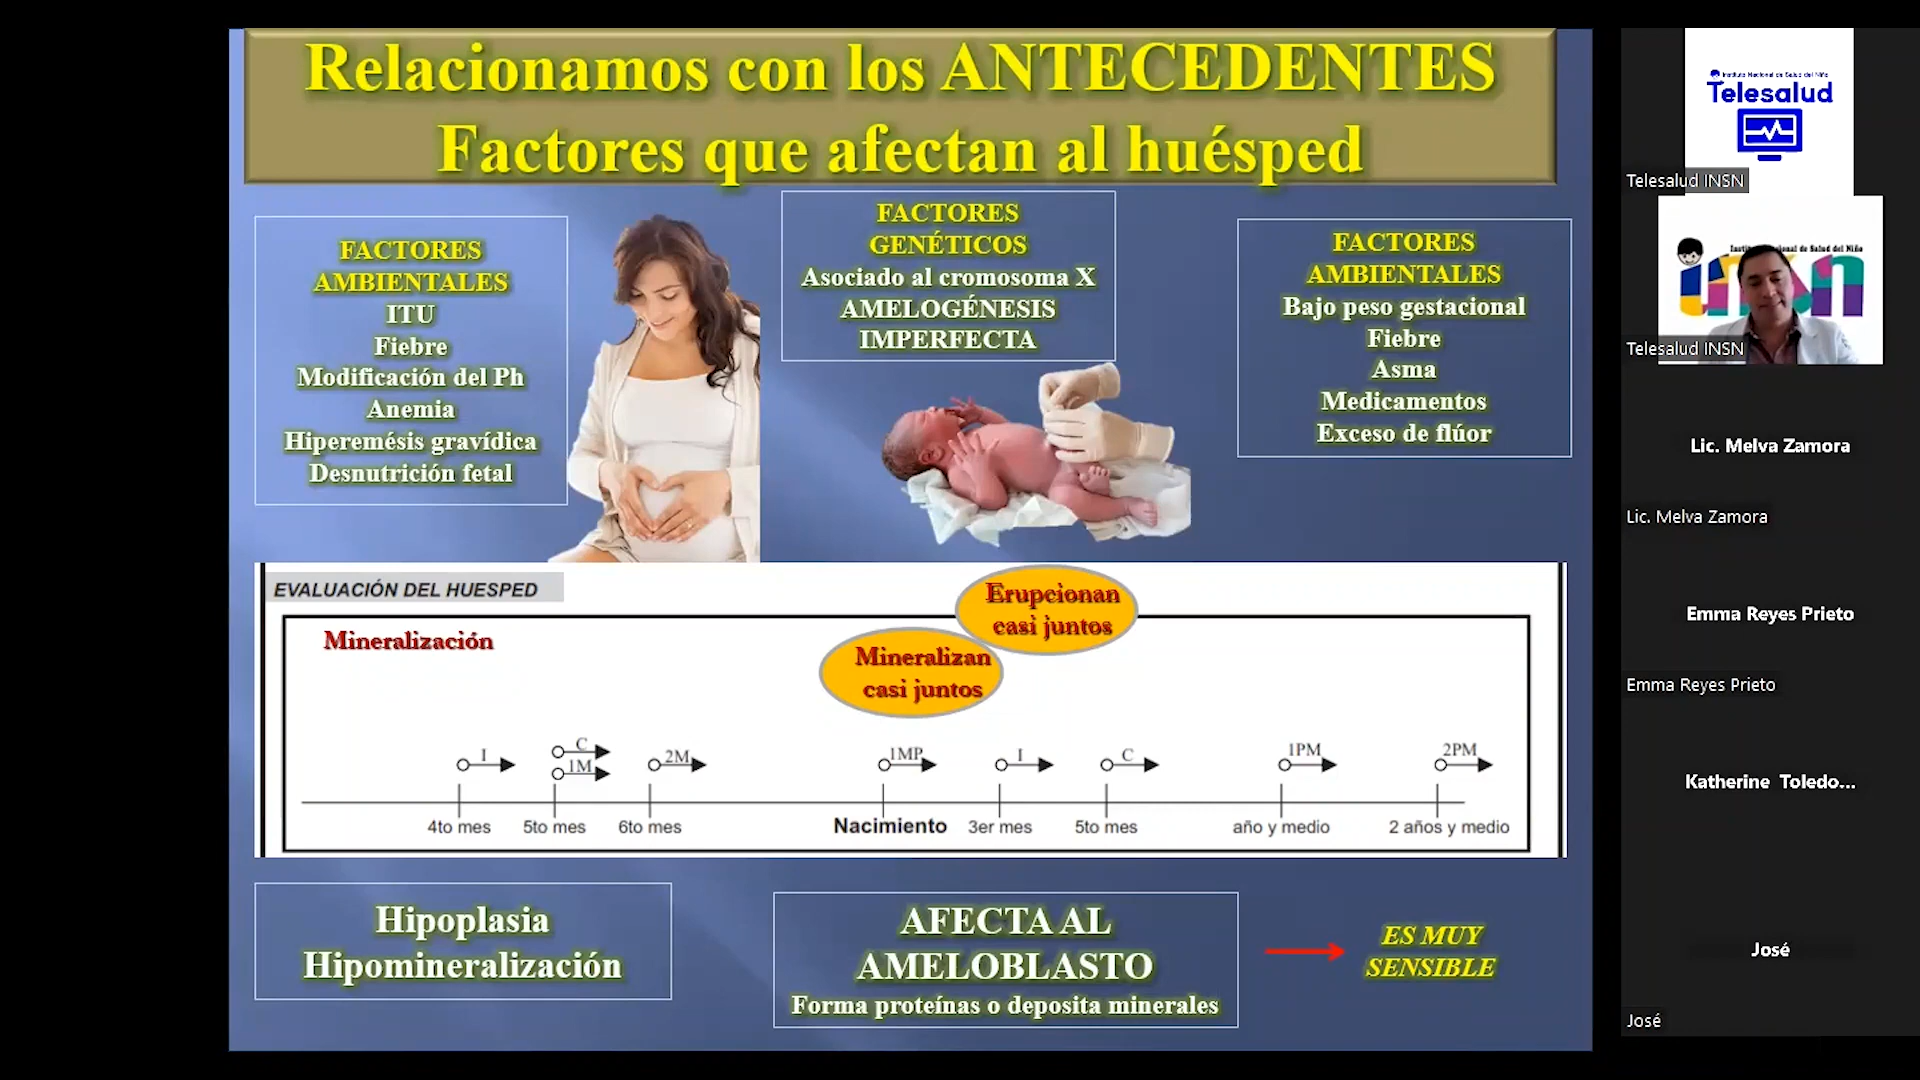 Relacionamos con los ANTECEDENTES
Factores que afectan al huésped
FACTORES
AMBIENTALES
ITU
Fiebre
Modificación del Ph
Anemia
Hiperemésis gravídica
Desnutrición fetal
FACTORES
GENÉTICOS
Asociado al cromosoma X
AMELOGÉNESIS
IMPERFECTA
FACTORES
AMBIENTALES
Bajo peso gestacional
Fiebre
Asma
Medicamentos
Exceso de flúor
EVALUACIÓN DEL HUESPED
Mineralización
Erupcionan
casi juntos
Mineralizan
casi juntos
I
C
1M
2M
1MP
I
C
1PM
2PM
4to mes
5to mes
6to mes
Nacimiento
3er mes
5to mes
año y medio
2 años y medio
Hipoplasia
Hipomineralización
AFECTA AL
AMELOBLASTO
Forma proteínas o deposita minerales
ES MUY
SENSIBLE
Instituto Nacional de Salud del Niño
Telesalud
Telesalud INSN
insn
Telesalud INSN
Lic. Melva Zamora
Lic. Melva Zamora
Emma Reyes Prieto
Emma Reyes Prieto
Katherine Toledo...
José
José